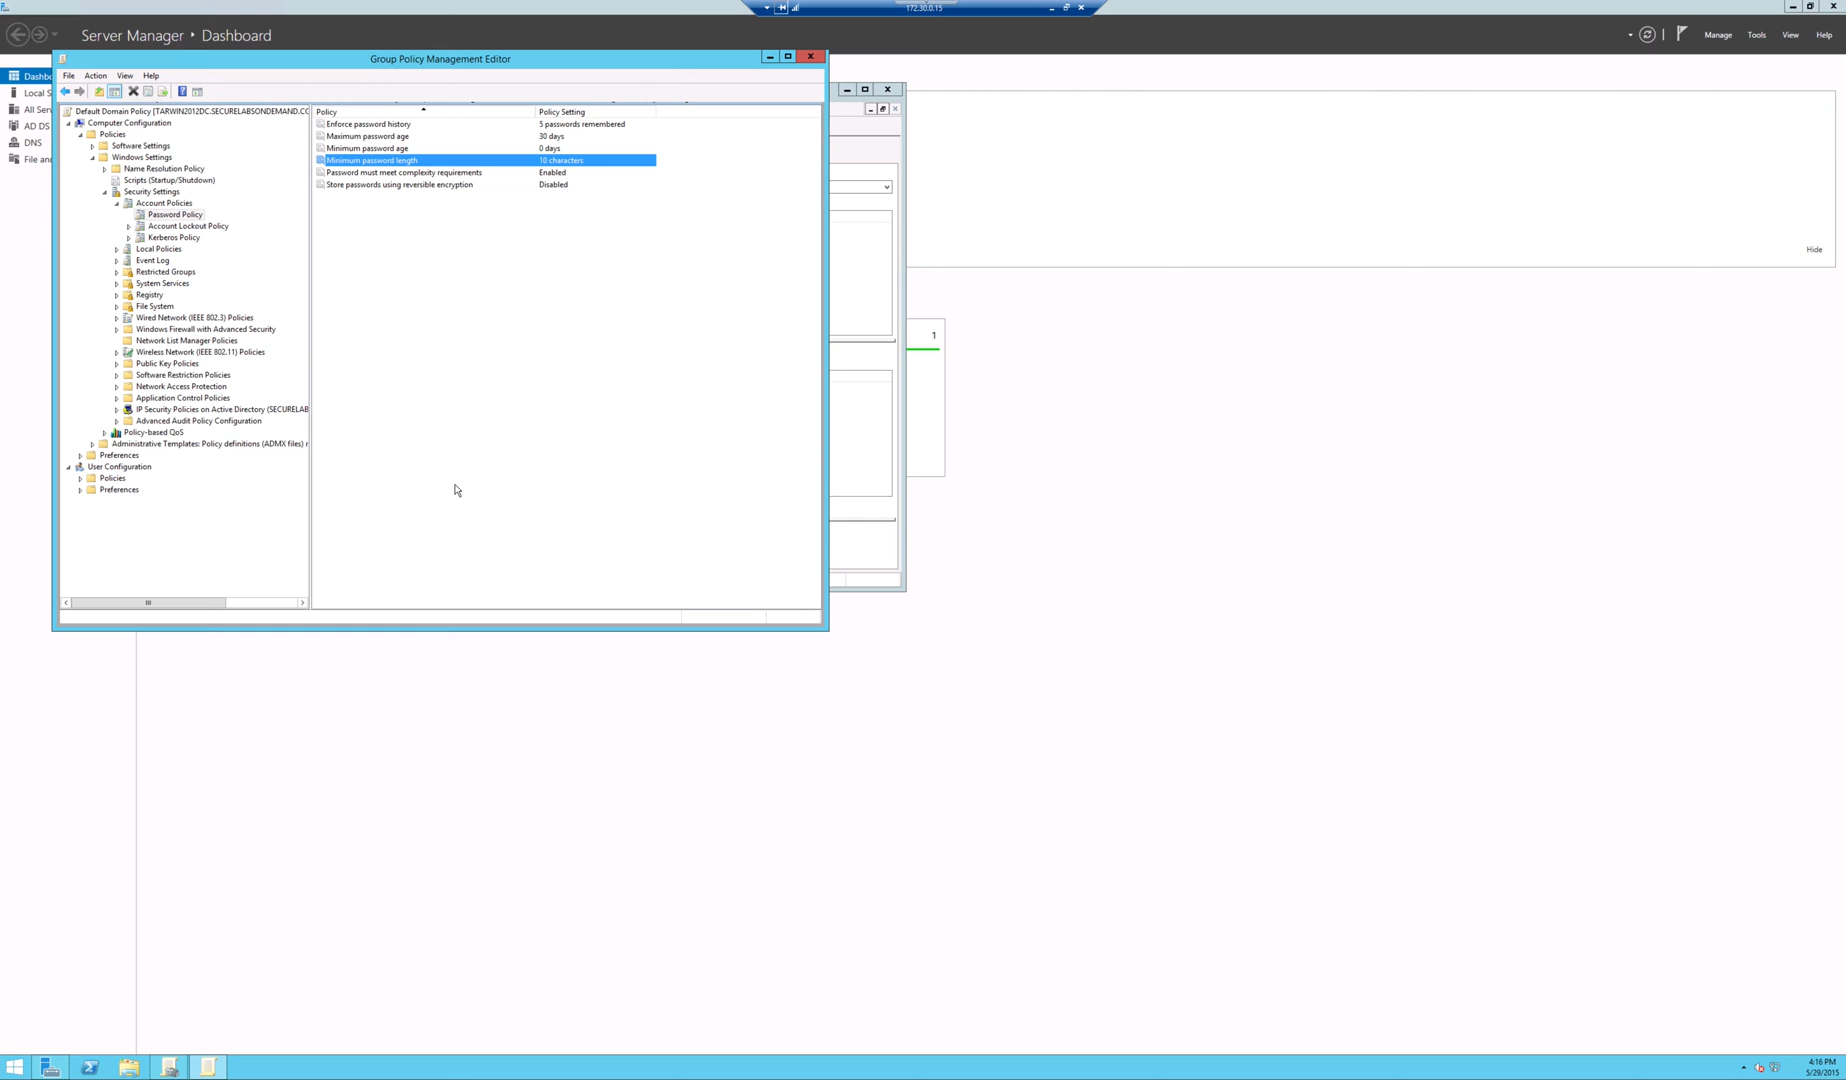 172.30.0.15
Server Manager ‣ Dashboard
Manage
Tools
View
Help
Group Policy Management Editor
File Action View Help
Default Domain Policy [TARWIN2012DC.SECURELABSONDEMAND.CO
Computer Configuration
Policies
Software Settings
Windows Settings
Name Resolution Policy
Scripts (Startup/Shutdown)
Security Settings
Account Policies
Password Policy
Account Lockout Policy
Kerberos Policy
Local Policies
Event Log
Restricted Groups
System Services
Registry
File System
Wired Network (IEEE 802.3) Policies
Windows Firewall with Advanced Security
Network List Manager Policies
Wireless Network (IEEE 802.11) Policies
Public Key Policies
Software Restriction Policies
Network Access Protection
Application Control Policies
IP Security Policies on Active Directory (SECURELAB
Advanced Audit Policy Configuration
Policy-based QoS
Administrative Templates: Policy definitions (ADMX files) r
Preferences
User Configuration
Policies
Preferences
Policy Policy Setting
Enforce password history 5 passwords remembered
Maximum password age 30 days
Minimum password age 0 days
Minimum password length 10 characters
Password must meet complexity requirements Enabled
Store passwords using reversible encryption Disabled
Dashb
Local S
All Ser
AD DS
DNS
File an
Hide
1
4:16 PM
5/29/2015